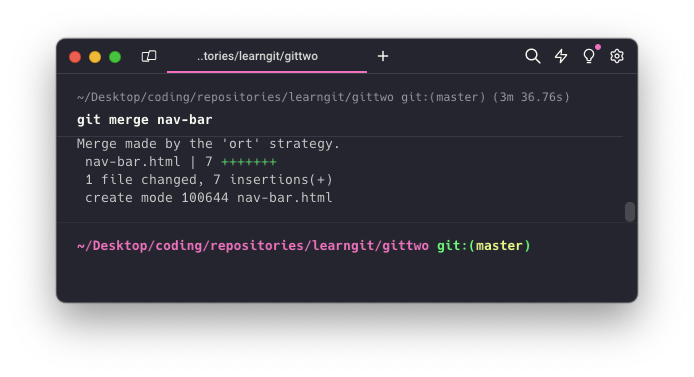 ..tories/learngit/gittwo
~/Desktop/coding/repositories/learngit/gittwo git:(master) (3m 36.76s)
git merge nav-bar
Merge made by the 'ort' strategy.
 nav-bar.html | 7 +++++++
 1 file changed, 7 insertions(+)
 create mode 100644 nav-bar.html
~/Desktop/coding/repositories/learngit/gittwo git:(master)